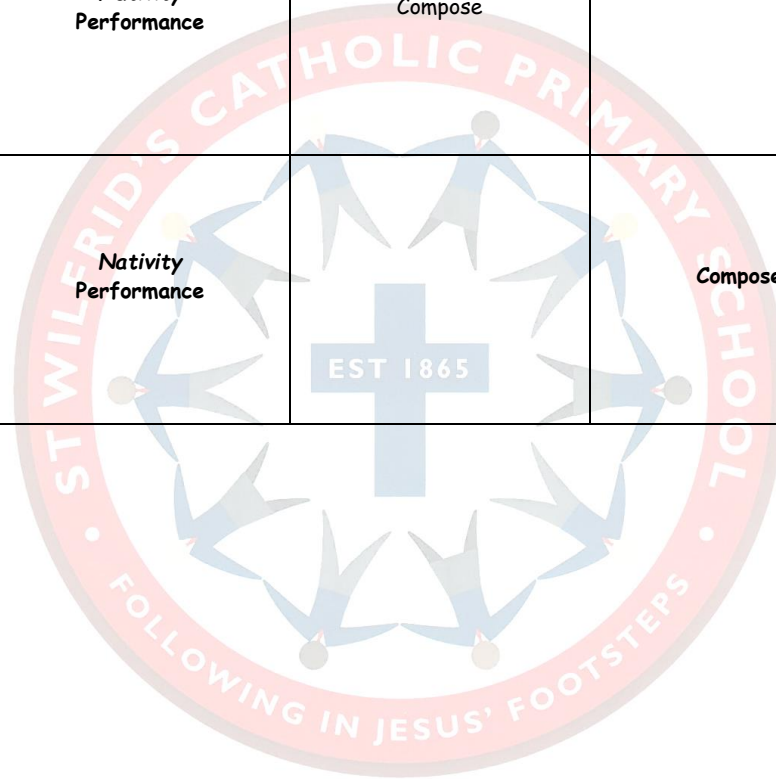 Performance
Compose
Nativity
Performance
Compose
ST WILFRID'S CATHOLIC PRIMARY SCHOOL
EST 1865
• FOLLOWING IN JESUS' FOOTSTEPS •